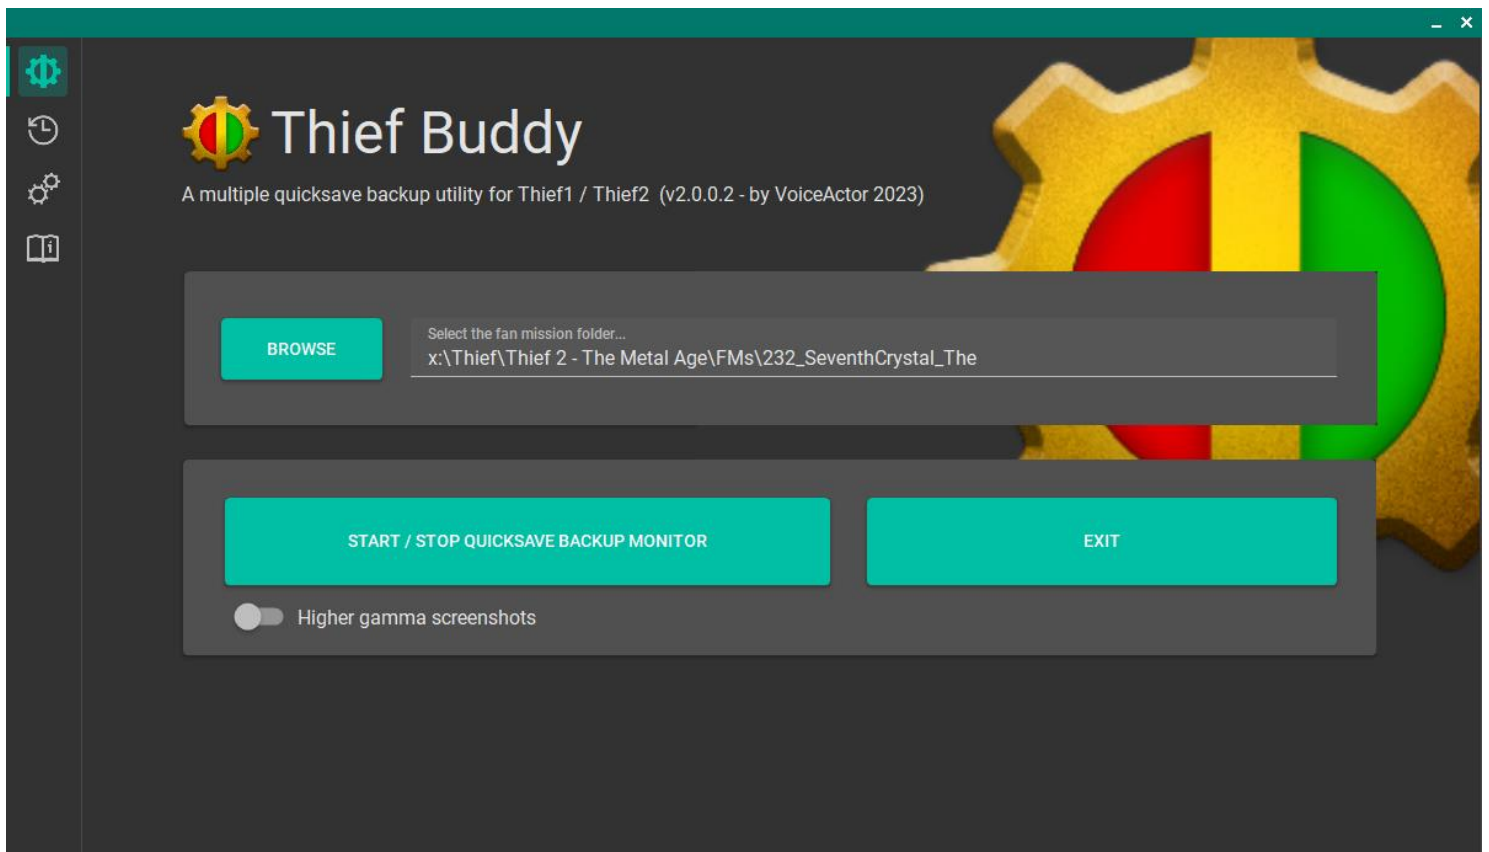 Thief Buddy
A multiple quicksave backup utility for Thief1 / Thief2 (v2.0.0.2 - by VoiceActor 2023)
BROWSE
Select the fan mission folder...
x:\Thief\Thief 2 - The Metal Age\FMs\232_SeventhCrystal_The
START / STOP QUICKSAVE BACKUP MONITOR
EXIT
Higher gamma screenshots